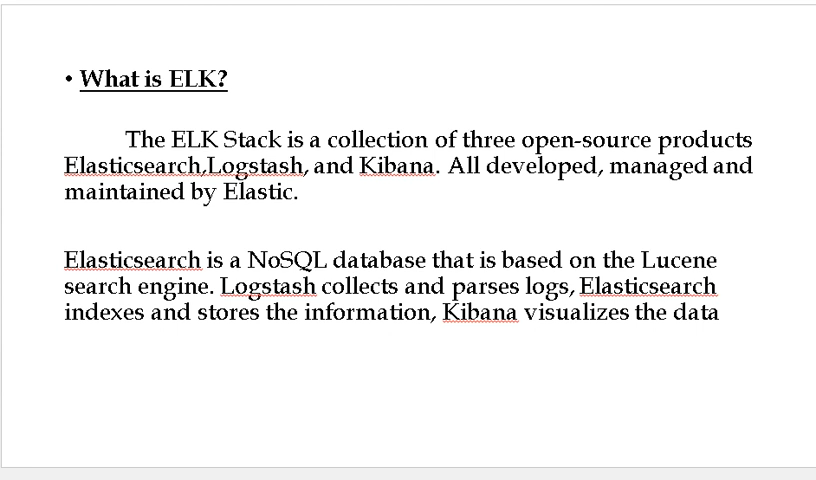 • What is ELK?
The ELK Stack is a collection of three open-source products
Elasticsearch,Logstash, and Kibana. All developed, managed and
maintained by Elastic.
Elasticsearch is a NoSQL database that is based on the Lucene
search engine. Logstash collects and parses logs, Elasticsearch
indexes and stores the information, Kibana visualizes the data